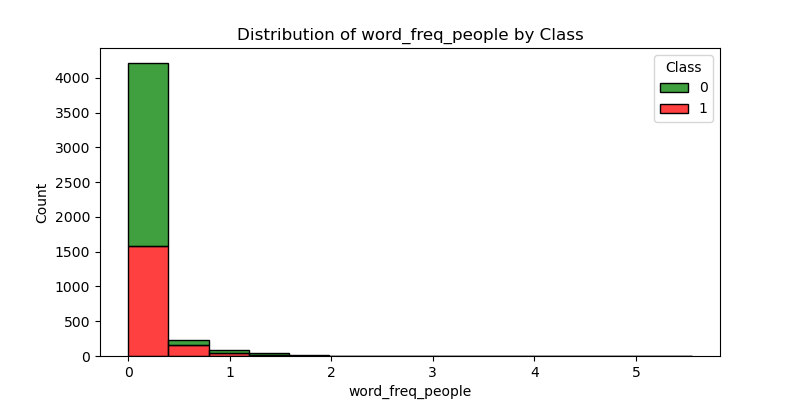 Distribution of word_freq_people by Class
Class
0
1
4000
3500
3000
2500
2000
1500
1000
500
0
Count
0 1 2 3 4 5
word_freq_people